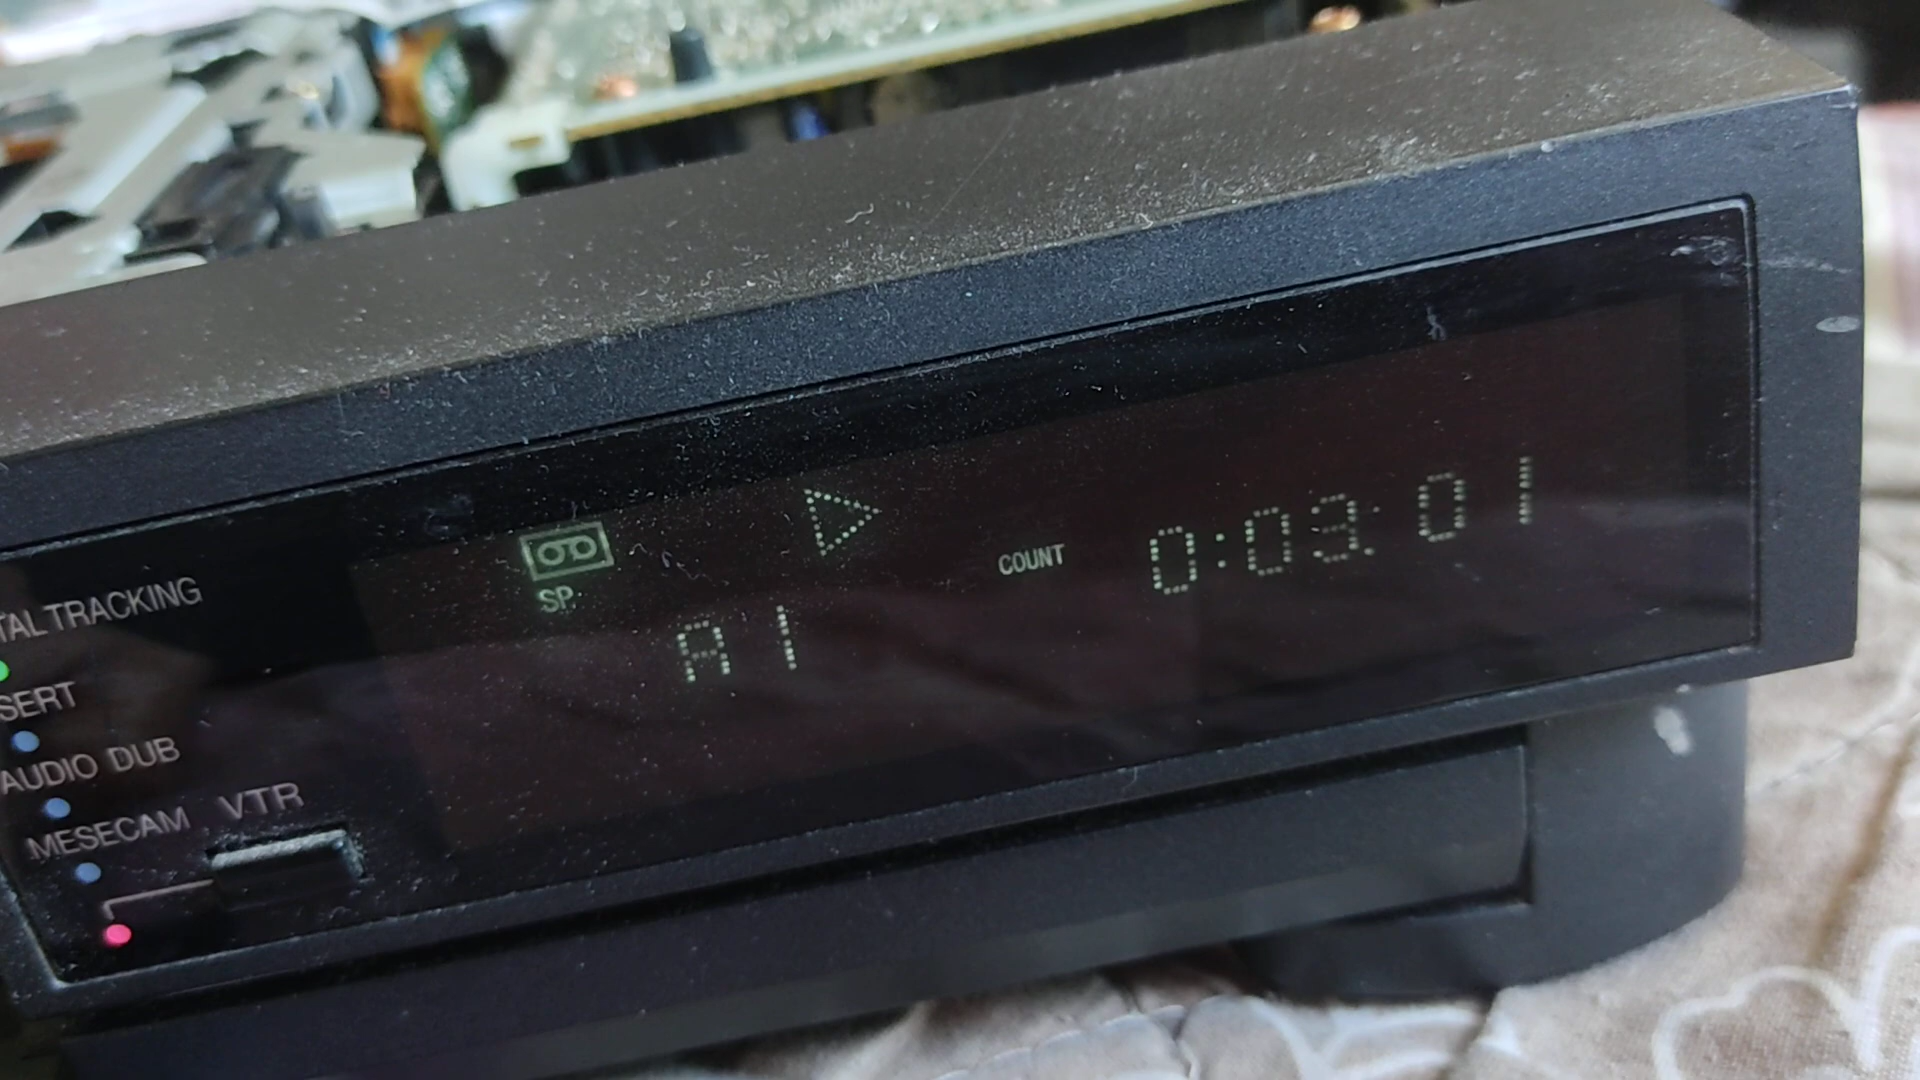 TAL TRACKING
SERT
AUDIO DUB
MESECAM VTR
SP
A1
COUNT 0:03:01